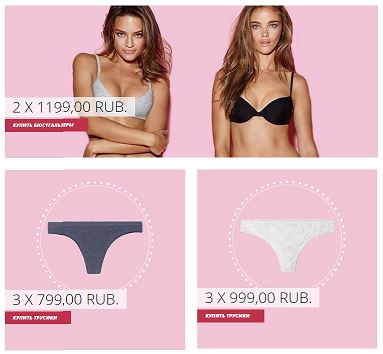 2 X 1199,00 RUB.
КУПИТЬ БЮСТГАЛЬТЕРЫ
3 X 799,00 RUB.
КУПИТЬ ТРУСИКИ
3 X 999,00 RUB.
КУПИТЬ ТРУСИКИ